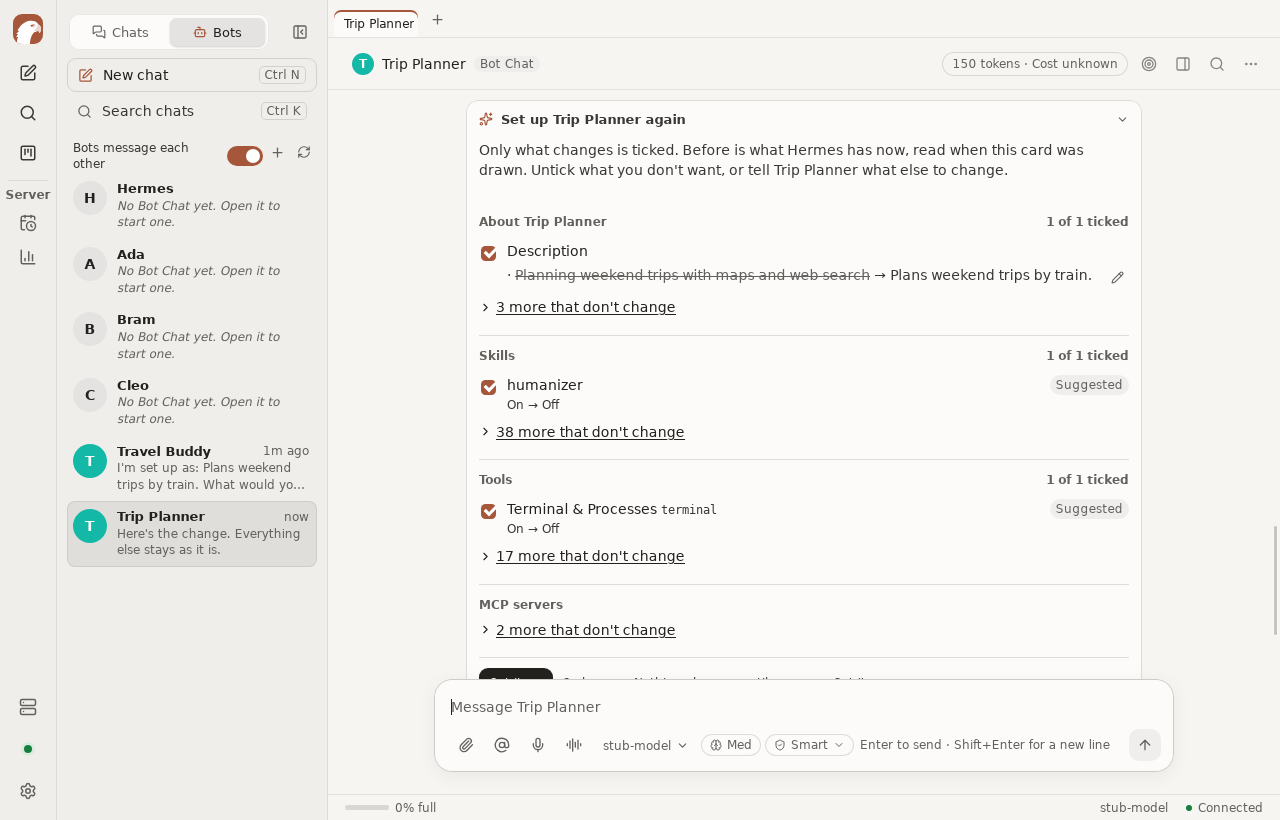 Chats
Bots
New chat
Ctrl N
Search chats
Ctrl K
Bots message each
other
Server
H
Hermes
No Bot Chat yet. Open it to
start one.
A
Ada
No Bot Chat yet. Open it to
start one.
B
Bram
No Bot Chat yet. Open it to
start one.
C
Cleo
No Bot Chat yet. Open it to
start one.
T
Travel Buddy
1m ago
I'm set up as: Plans weekend
trips by train. What would yo...
T
Trip Planner
now
Here's the change. Everything
else stays as it is.
Trip Planner
T
Trip Planner
Bot Chat
150 tokens · Cost unknown
Set up Trip Planner again
Only what changes is ticked. Before is what Hermes has now, read when this card was
drawn. Untick what you don't want, or tell Trip Planner what else to change.
About Trip Planner
1 of 1 ticked
Description
· Planning weekend trips with maps and web search → Plans weekend trips by train.
3 more that don't change
Skills
1 of 1 ticked
humanizer
Suggested
On → Off
38 more that don't change
Tools
1 of 1 ticked
Terminal & Processes terminal
Suggested
On → Off
17 more that don't change
MCP servers
2 more that don't change
Message Trip Planner
stub-model
Med
Smart
Enter to send · Shift+Enter for a new line
0% full
stub-model
Connected